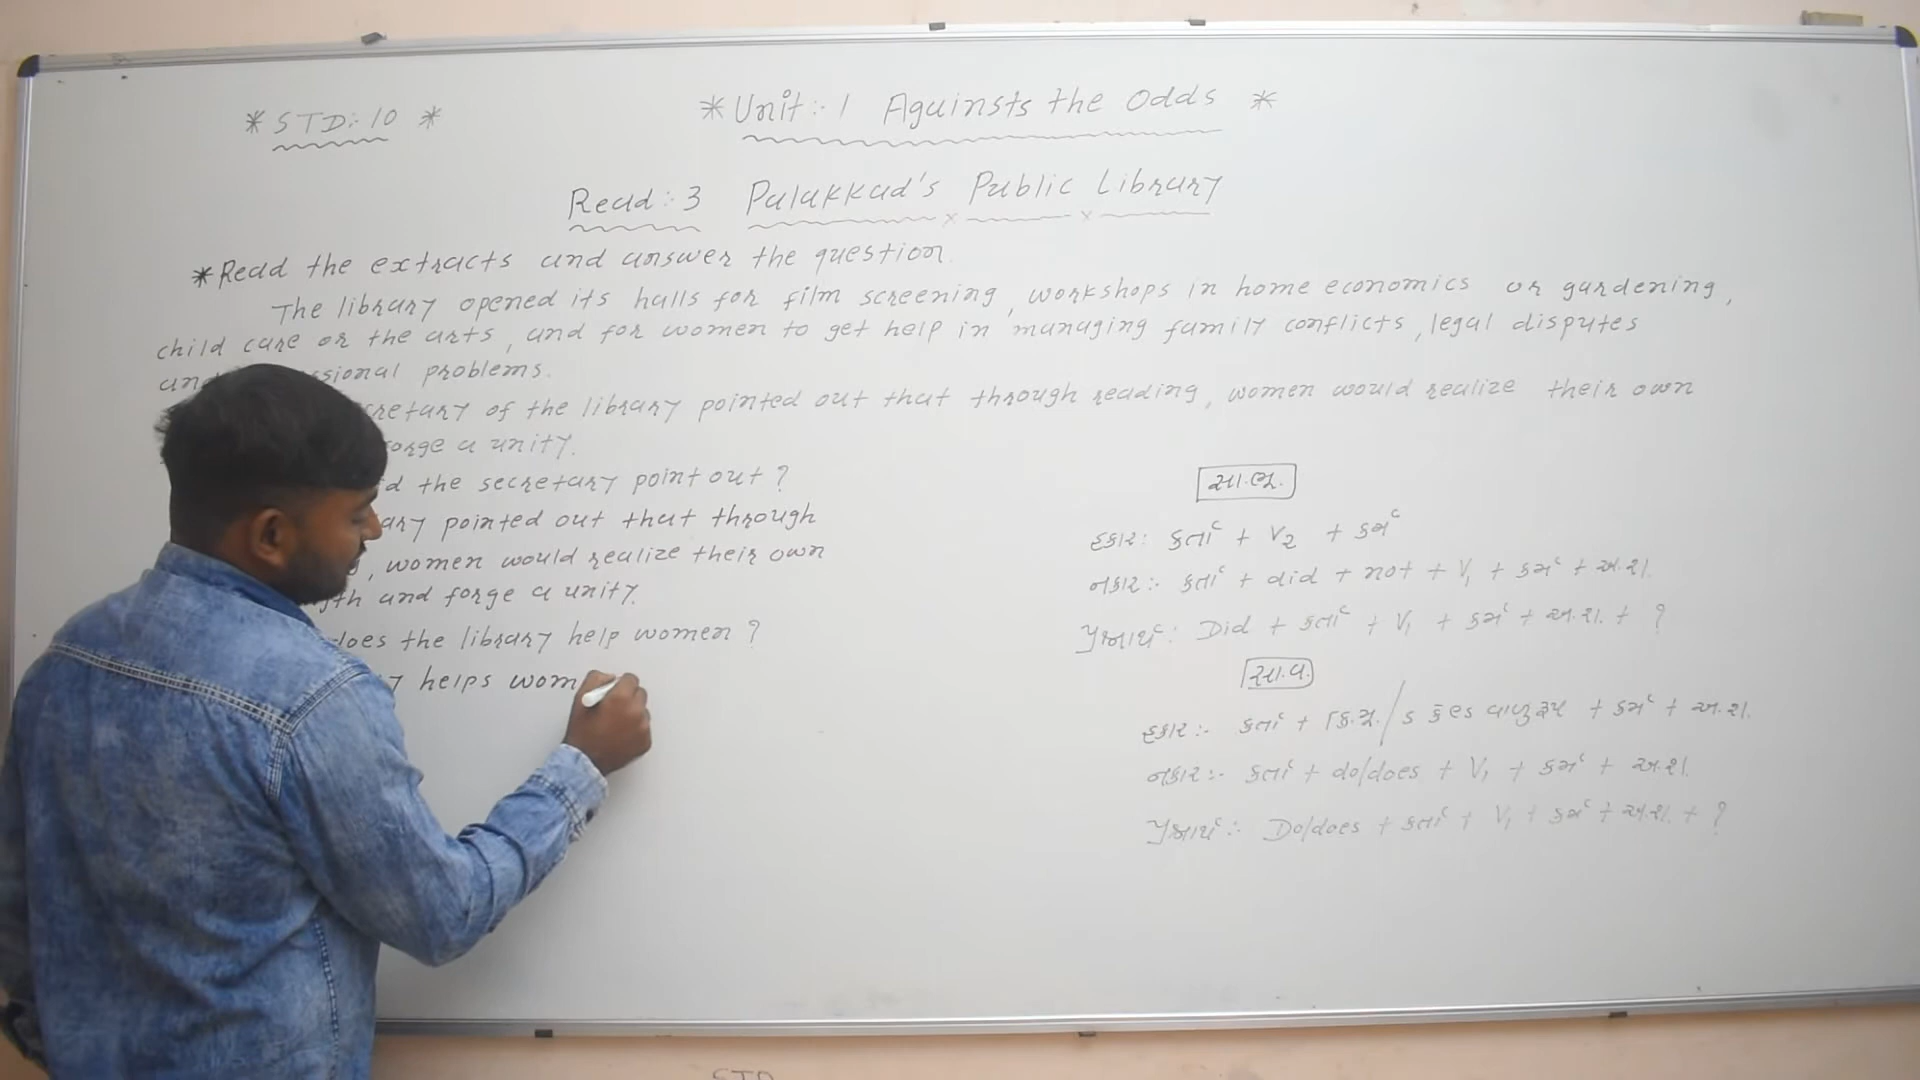 * STD:- 10 *
* Unit:- 1 Aguinsts the Odds *
Read:- 3 Palakkad's Public Library
* Read the extracts and answer the question.
The library opened its halls for film screening, workshops in home economics or gardening,
child care or the arts, and for women to get help in managing family conflicts, legal disputes
and problems.
of the library pointed out that through reading, women would realize their own
a unity.
the secretary point out ?
pointed out that through
, women would realize their own
and forge a unity.
does the library help women ?
helps wom
સા.ભૂ.
હકાર: કર્તા + V2 + કર્મ
નકાર:- કર્તા + did + not + V1 + કર્મ + અ.શ.
પ્રશ્નાર્થ: Did + કર્તા + V1 + કર્મ + અ.શ. + ?
સા.વ.
હકાર:- કર્તા + ક્રિ.મૂ./s કે es વાળુ રૂપ + કર્મ + અ.શ.
નકાર:- કર્તા + do/does + V1 + કર્મ + અ.શ.
પ્રશ્નાર્થ:- Do/does + કર્તા + V1 + કર્મ + અ.શ. + ?